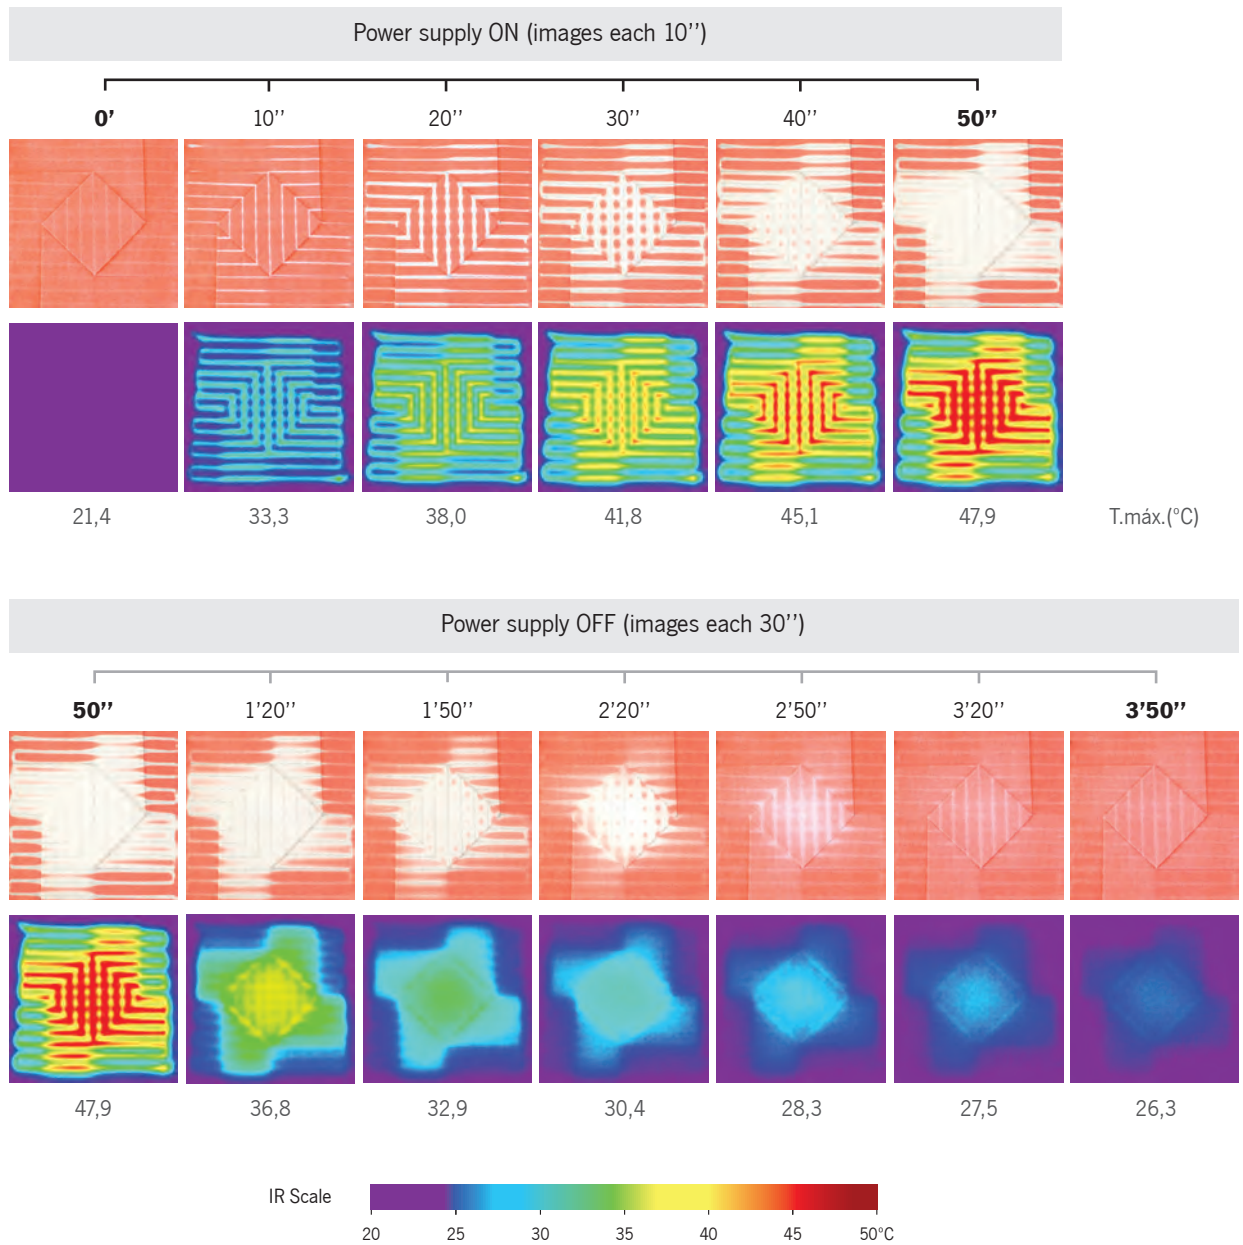 Power supply ON (images each 10’’)
0’ 10’’ 20’’ 30’’ 40’’ 50’’
21,4 33,3 38,0 41,8 45,1 47,9 T.máx.(°C)
Power supply OFF (images each 30’’)
50’’ 1’20’’ 1’50’’ 2’20’’ 2’50’’ 3’20’’ 3’50’’
47,9 36,8 32,9 30,4 28,3 27,5 26,3
IR Scale
20 25 30 35 40 45 50°C